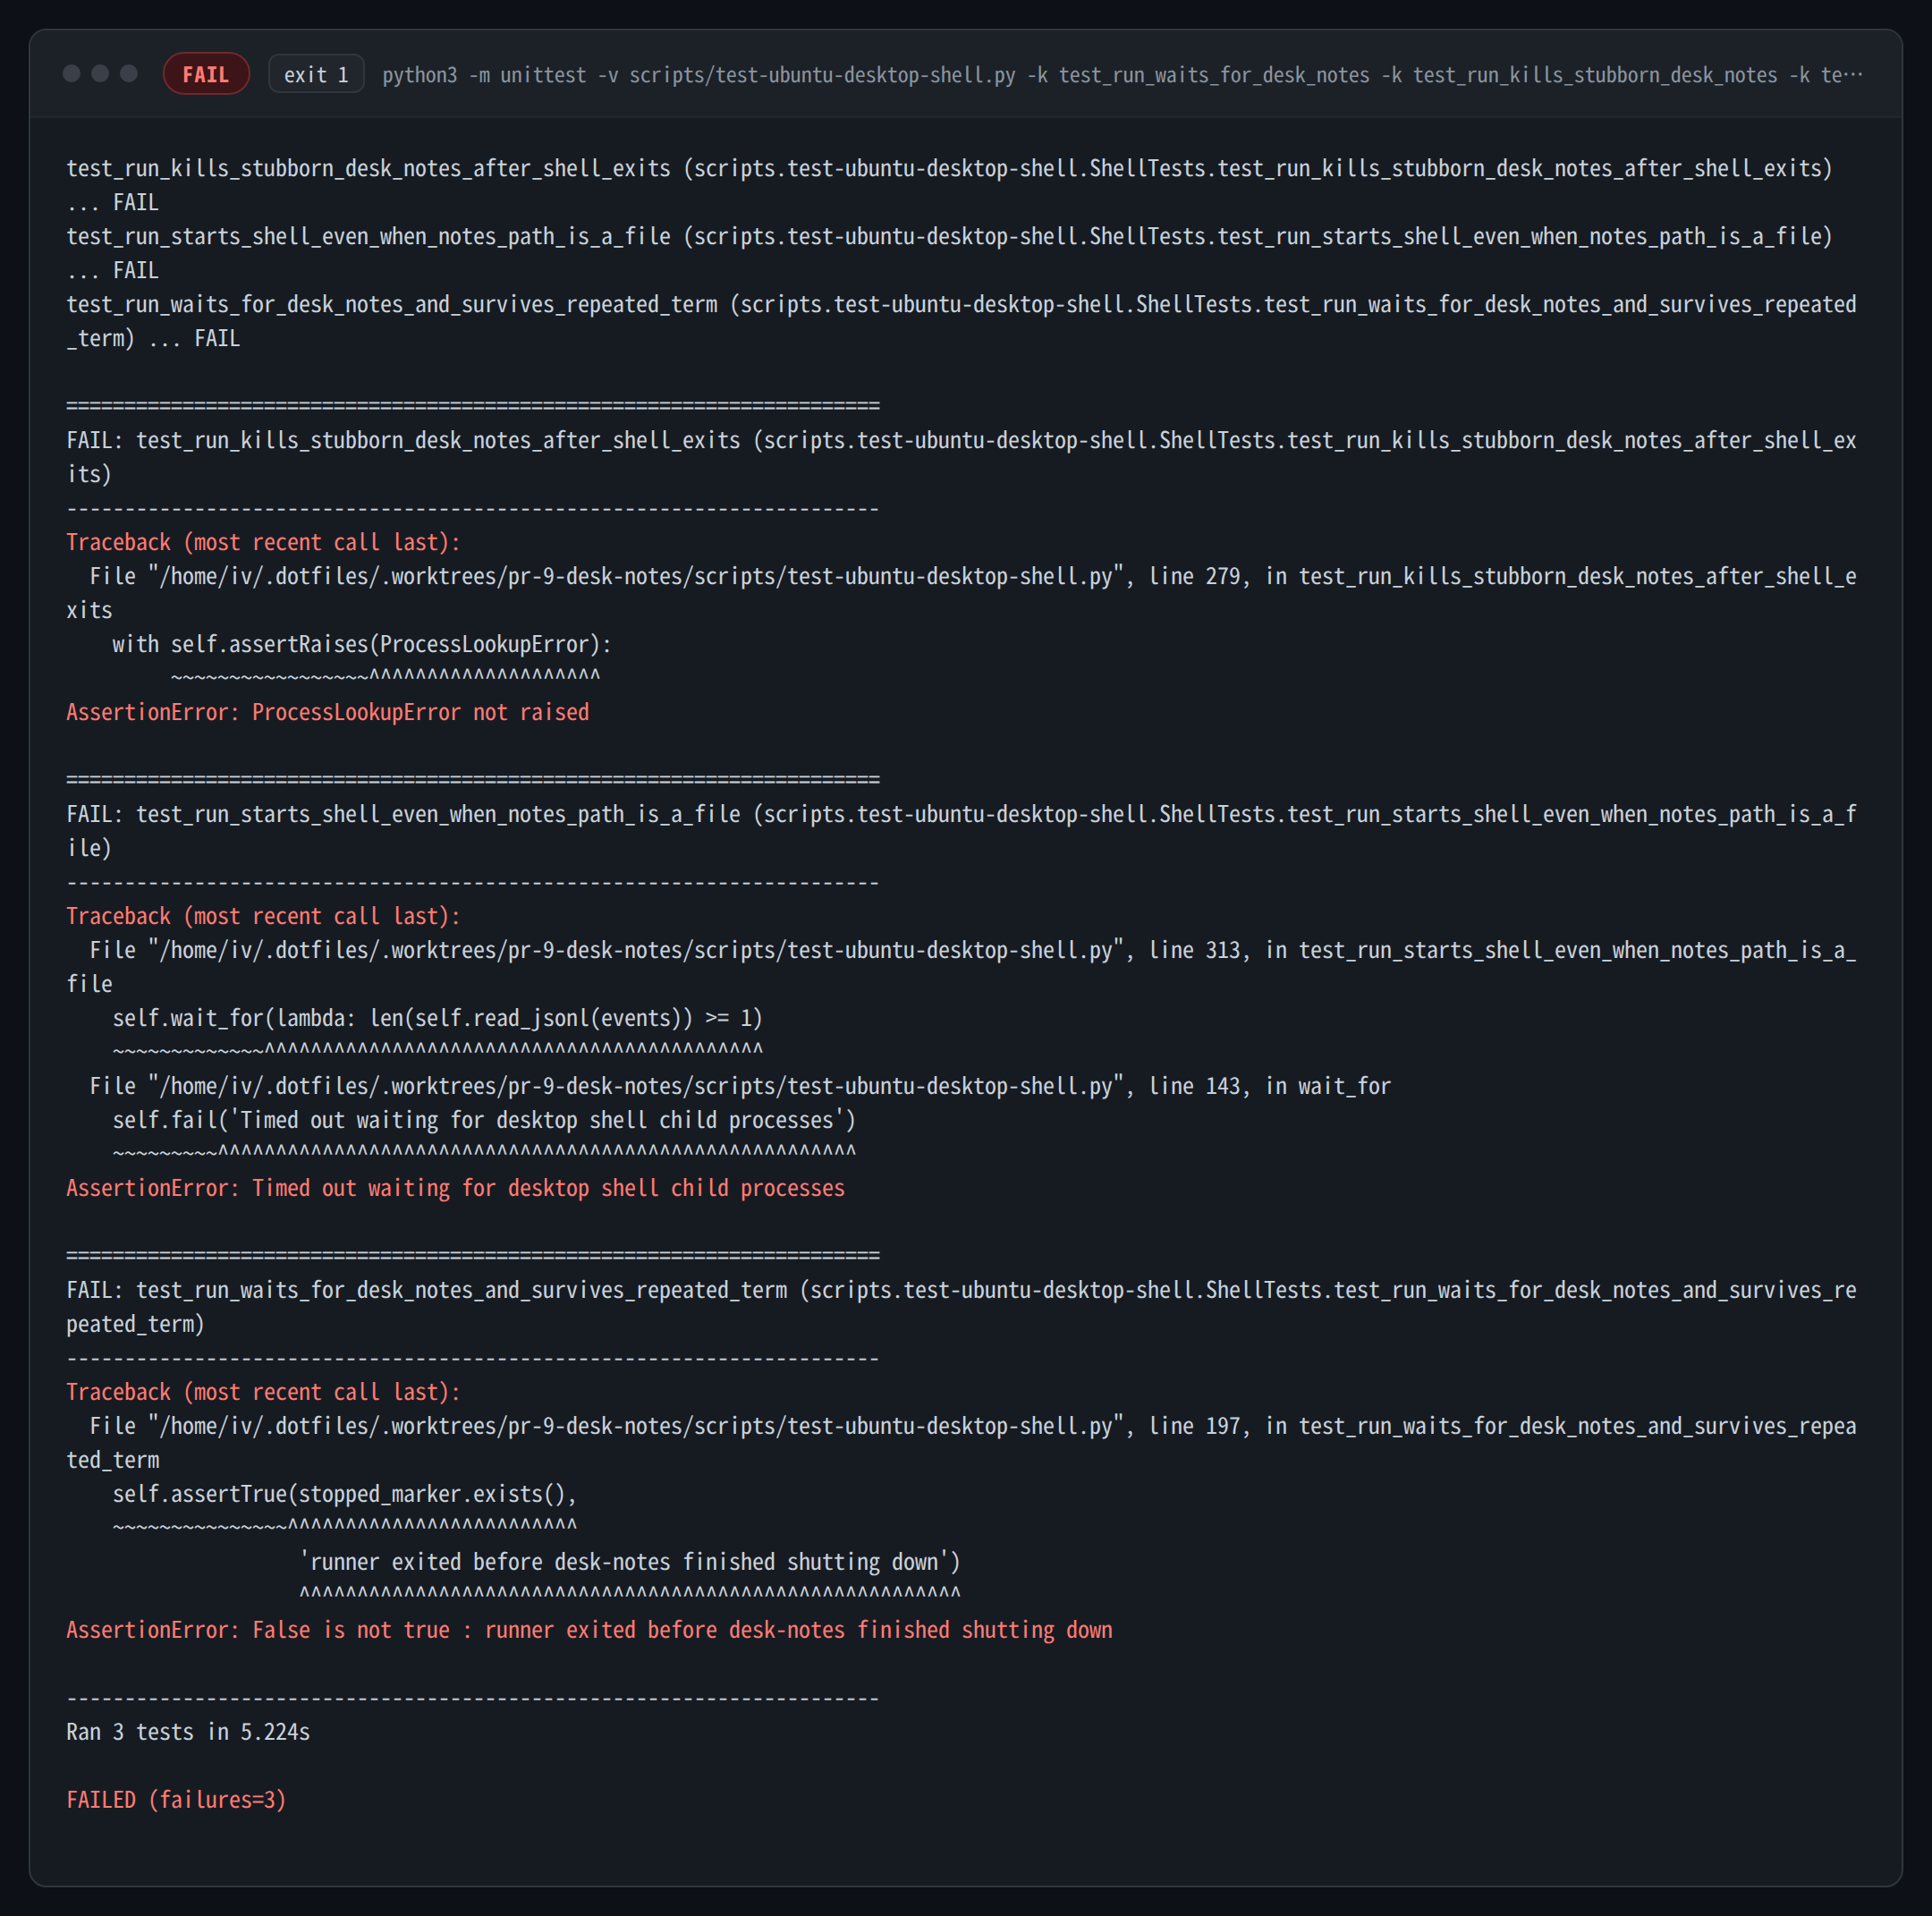 FAIL exit 1 python3 -m unittest -v scripts/test-ubuntu-desktop-shell.py -k test_run_waits_for_desk_notes -k test_run_kills_stubborn_desk_notes -k te…
test_run_kills_stubborn_desk_notes_after_shell_exits (scripts.test-ubuntu-desktop-shell.ShellTests.test_run_kills_stubborn_desk_notes_after_shell_exits)
... FAIL
test_run_starts_shell_even_when_notes_path_is_a_file (scripts.test-ubuntu-desktop-shell.ShellTests.test_run_starts_shell_even_when_notes_path_is_a_file)
... FAIL
test_run_waits_for_desk_notes_and_survives_repeated_term (scripts.test-ubuntu-desktop-shell.ShellTests.test_run_waits_for_desk_notes_and_survives_repeated
_term) ... FAIL

======================================================================
FAIL: test_run_kills_stubborn_desk_notes_after_shell_exits (scripts.test-ubuntu-desktop-shell.ShellTests.test_run_kills_stubborn_desk_notes_after_shell_ex
its)
----------------------------------------------------------------------
Traceback (most recent call last):
  File "/home/iv/.dotfiles/.worktrees/pr-9-desk-notes/scripts/test-ubuntu-desktop-shell.py", line 279, in test_run_kills_stubborn_desk_notes_after_shell_e
xits
    with self.assertRaises(ProcessLookupError):
         ~~~~~~~~~~~~~~~~~^^^^^^^^^^^^^^^^^^^^
AssertionError: ProcessLookupError not raised

======================================================================
FAIL: test_run_starts_shell_even_when_notes_path_is_a_file (scripts.test-ubuntu-desktop-shell.ShellTests.test_run_starts_shell_even_when_notes_path_is_a_f
ile)
----------------------------------------------------------------------
Traceback (most recent call last):
  File "/home/iv/.dotfiles/.worktrees/pr-9-desk-notes/scripts/test-ubuntu-desktop-shell.py", line 313, in test_run_starts_shell_even_when_notes_path_is_a_
file
    self.wait_for(lambda: len(self.read_jsonl(events)) >= 1)
    ~~~~~~~~~~~~~^^^^^^^^^^^^^^^^^^^^^^^^^^^^^^^^^^^^^^^^^^^
  File "/home/iv/.dotfiles/.worktrees/pr-9-desk-notes/scripts/test-ubuntu-desktop-shell.py", line 143, in wait_for
    self.fail('Timed out waiting for desktop shell child processes')
    ~~~~~~~~~^^^^^^^^^^^^^^^^^^^^^^^^^^^^^^^^^^^^^^^^^^^^^^^^^^^^^^^
AssertionError: Timed out waiting for desktop shell child processes

======================================================================
FAIL: test_run_waits_for_desk_notes_and_survives_repeated_term (scripts.test-ubuntu-desktop-shell.ShellTests.test_run_waits_for_desk_notes_and_survives_re
peated_term)
----------------------------------------------------------------------
Traceback (most recent call last):
  File "/home/iv/.dotfiles/.worktrees/pr-9-desk-notes/scripts/test-ubuntu-desktop-shell.py", line 197, in test_run_waits_for_desk_notes_and_survives_repea
ted_term
    self.assertTrue(stopped_marker.exists(),
    ~~~~~~~~~~~~~~~^^^^^^^^^^^^^^^^^^^^^^^^^
                    'runner exited before desk-notes finished shutting down')
                    ^^^^^^^^^^^^^^^^^^^^^^^^^^^^^^^^^^^^^^^^^^^^^^^^^^^^^^^^^
AssertionError: False is not true : runner exited before desk-notes finished shutting down

----------------------------------------------------------------------
Ran 3 tests in 5.224s

FAILED (failures=3)